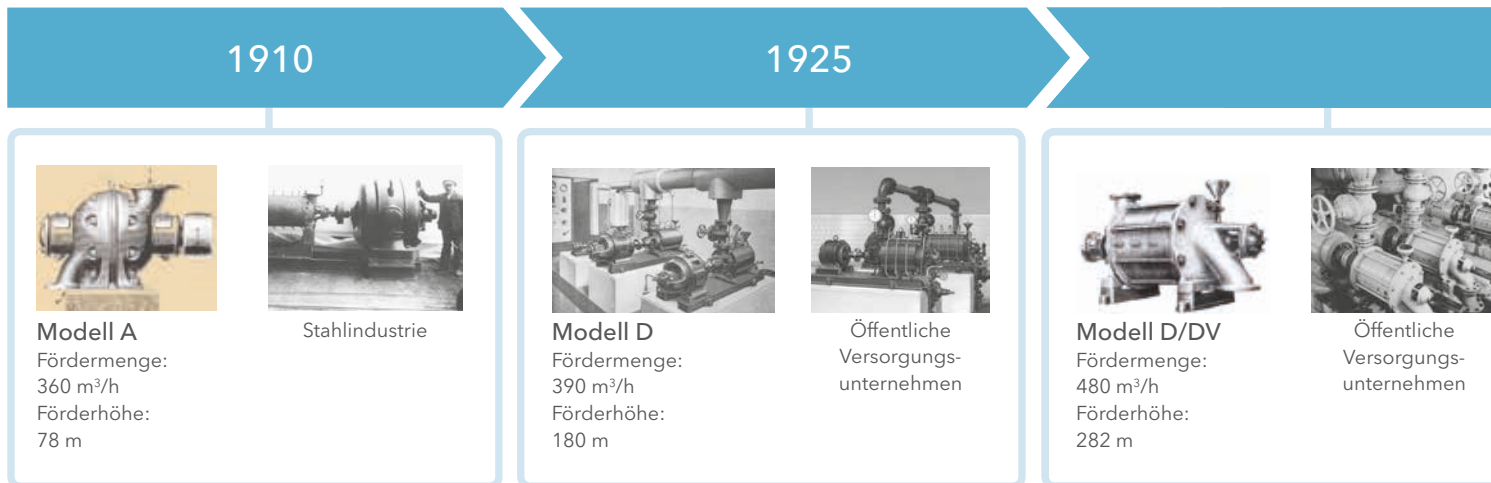 1910
1925
Modell A
Fördermenge:
360 m³/h
Förderhöhe:
78 m
Stahlindustrie
Modell D
Fördermenge:
390 m³/h
Förderhöhe:
180 m
Öffentliche
Versorgungs-
unternehmen
Modell D/DV
Fördermenge:
480 m³/h
Förderhöhe:
282 m
Öffentliche
Versorgungs-
unternehmen